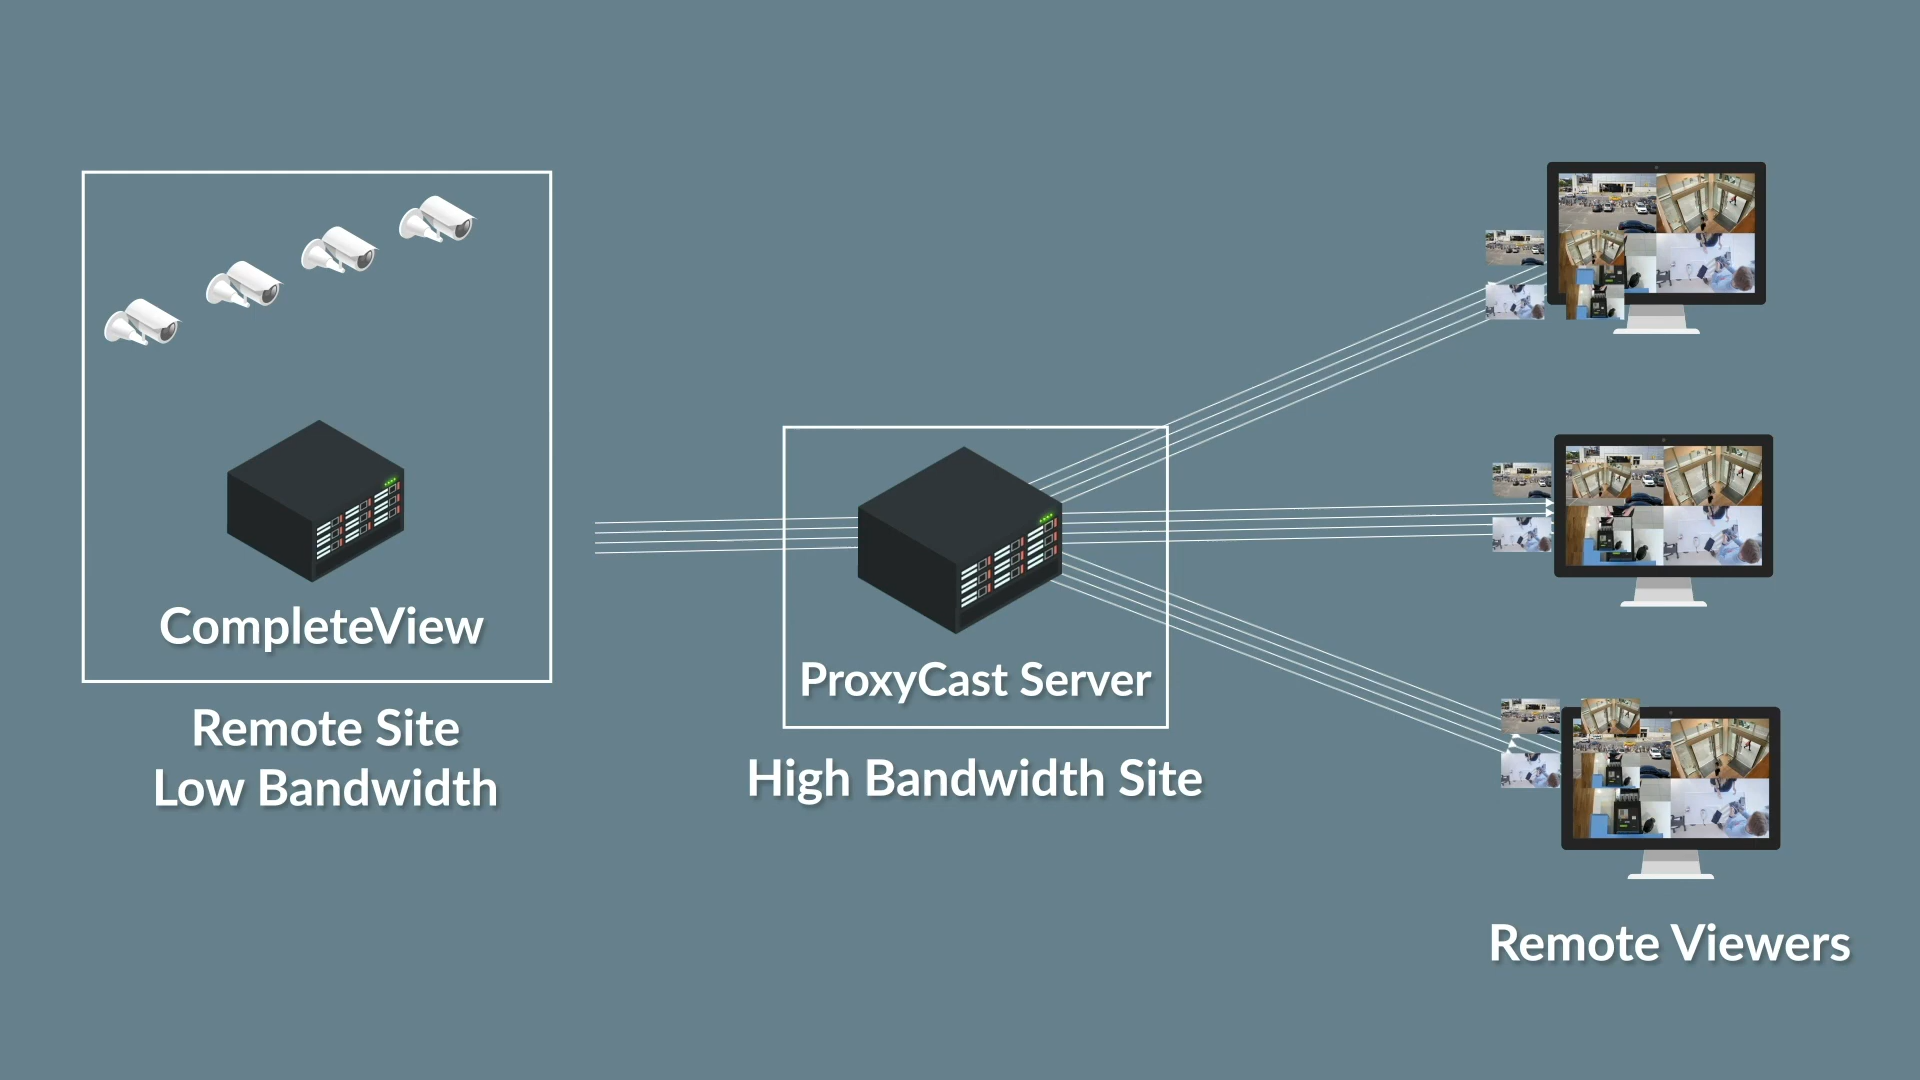 CompleteView
Remote Site
Low Bandwidth
ProxyCast Server
High Bandwidth Site
Remote Viewers